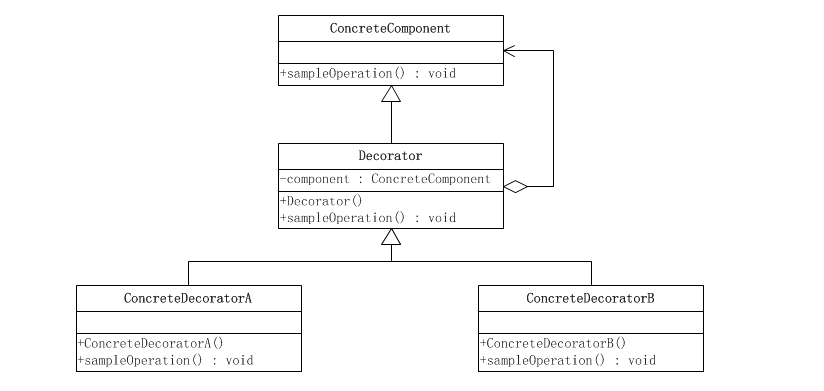 ConcreteComponent
+sampleOperation() : void
Decorator
-component : ConcreteComponent
+Decorator()
+sampleOperation() : void
ConcreteDecoratorA
+ConcreteDecoratorA()
+sampleOperation() : void
ConcreteDecoratorB
+ConcreteDecoratorB()
+sampleOperation() : void